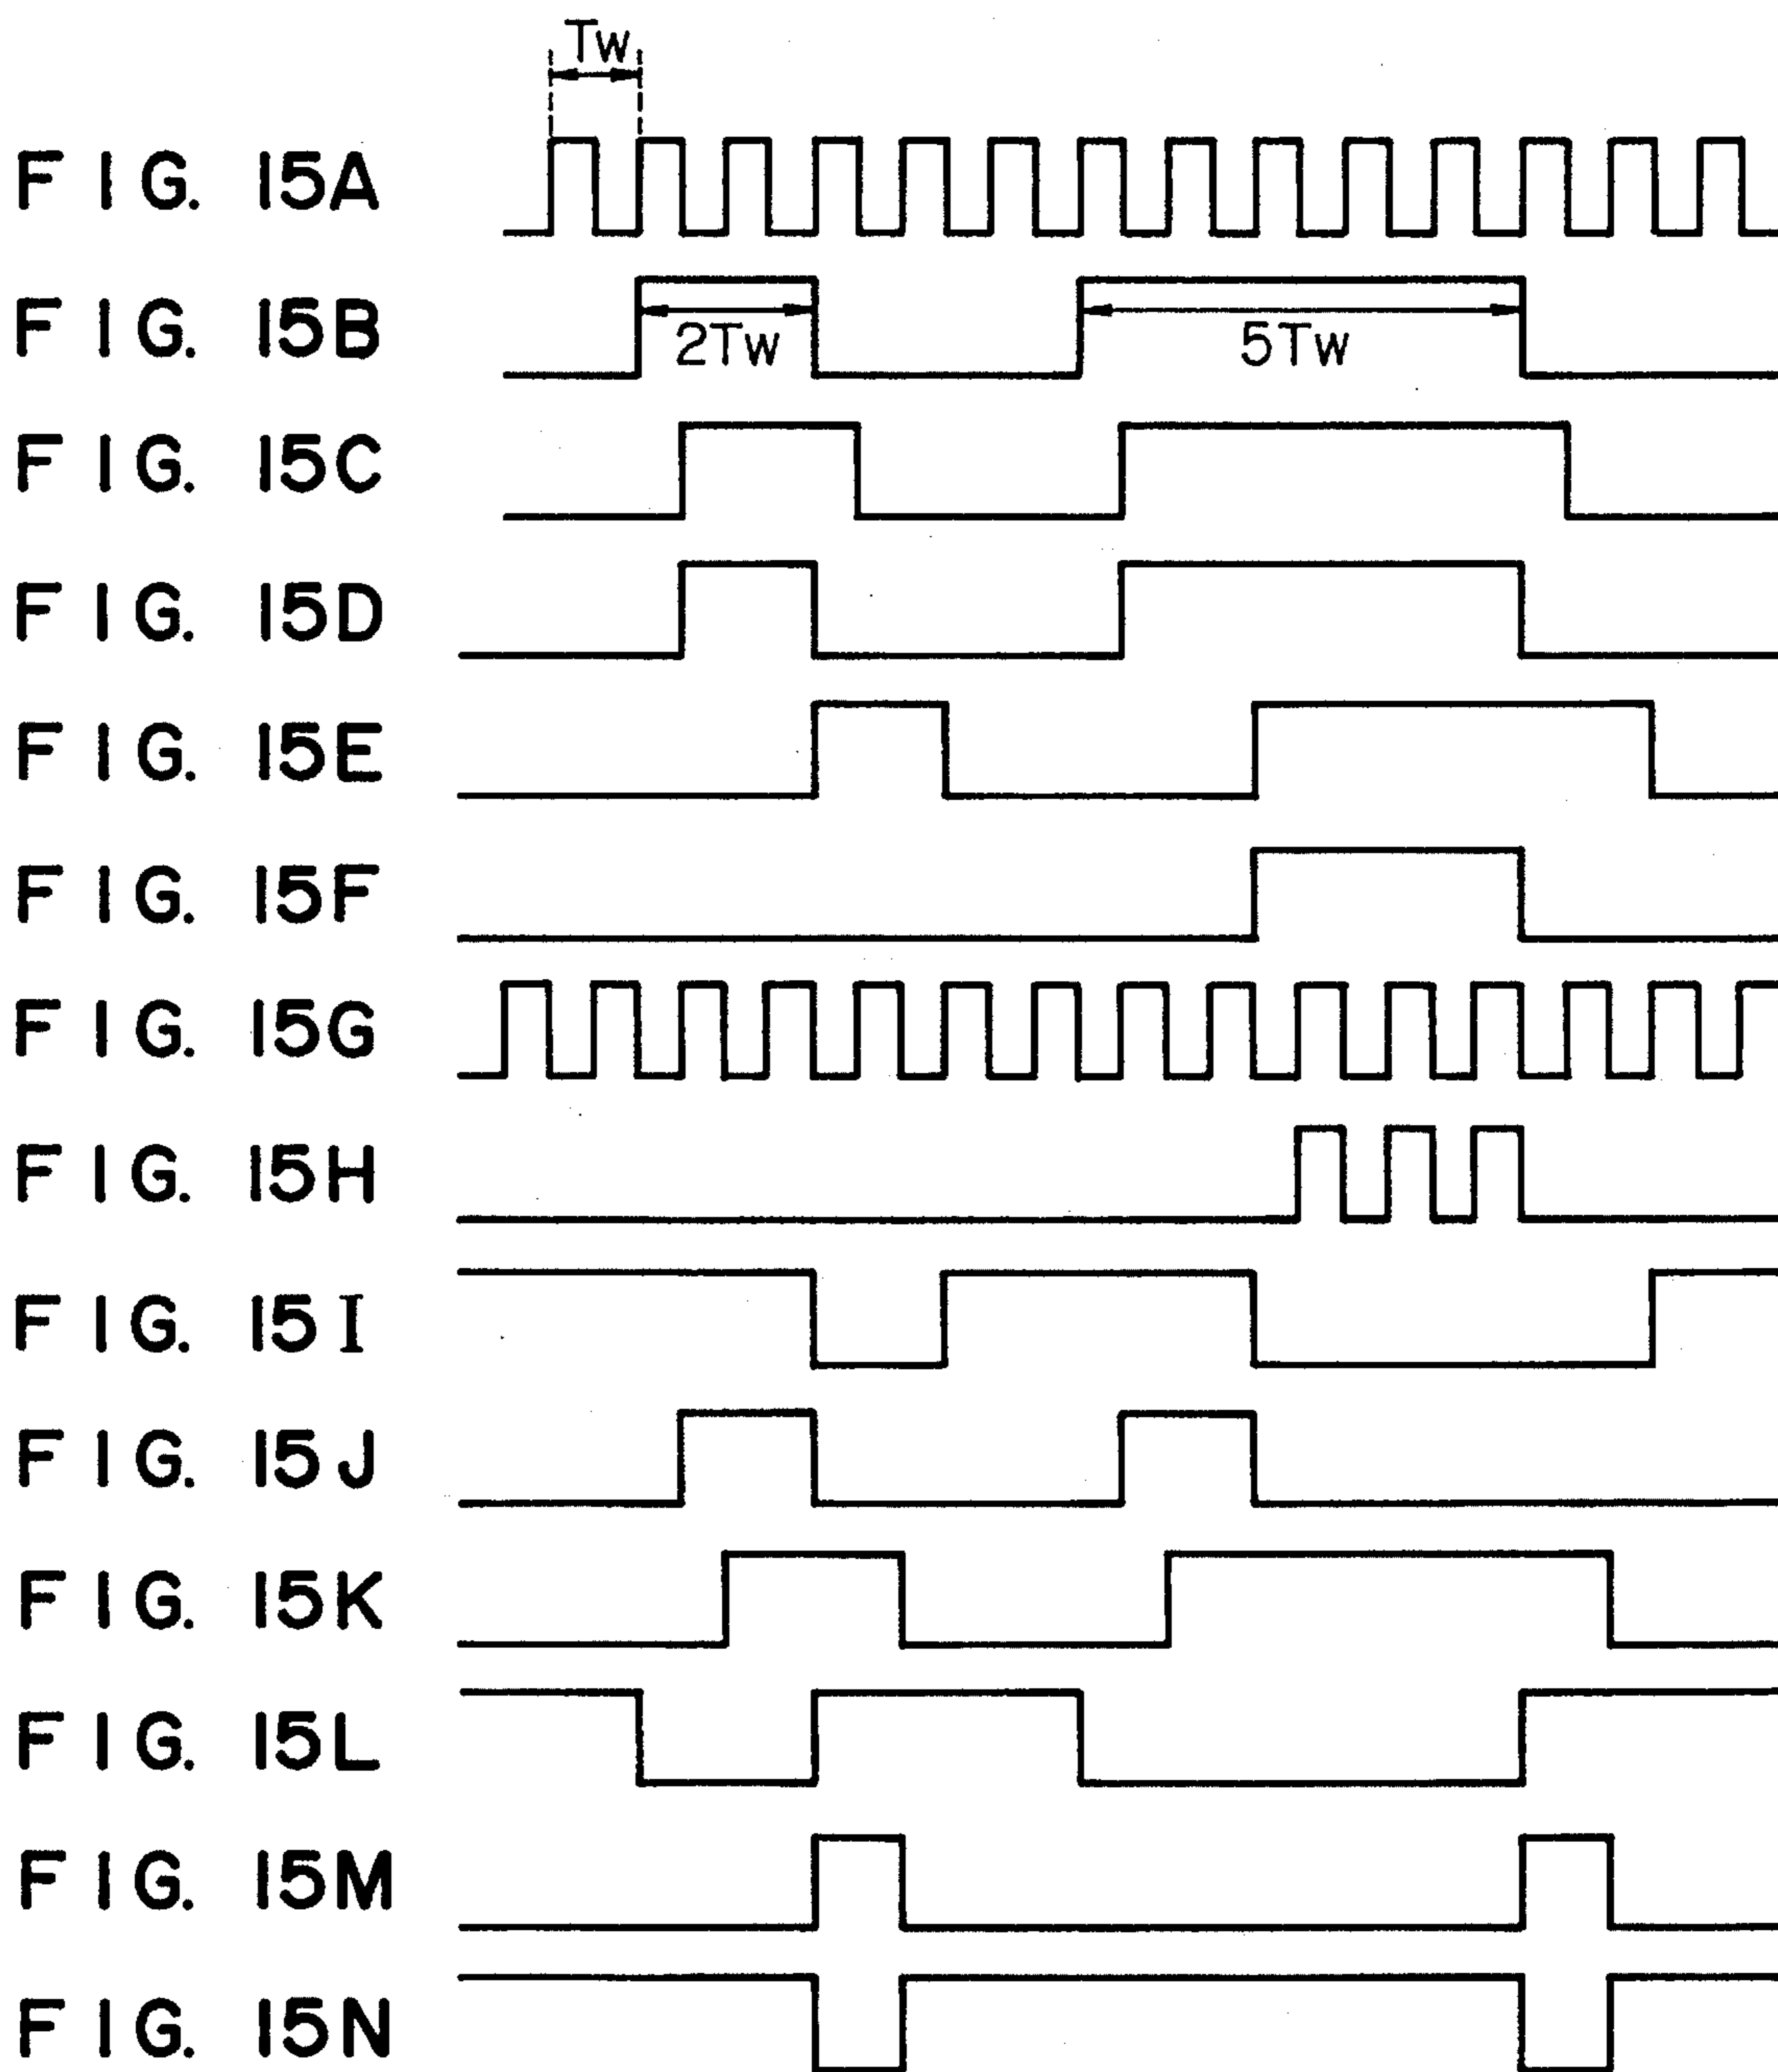 Tw
FIG. 15A
FIG. 15B
2Tw
5Tw
FIG. 15C
FIG. 15D
FIG. 15E
FIG. 15F
FIG. 15G
FIG. 15H
FIG. 15I
FIG. 15J
FIG. 15K
FIG. 15L
FIG. 15M
FIG. 15N